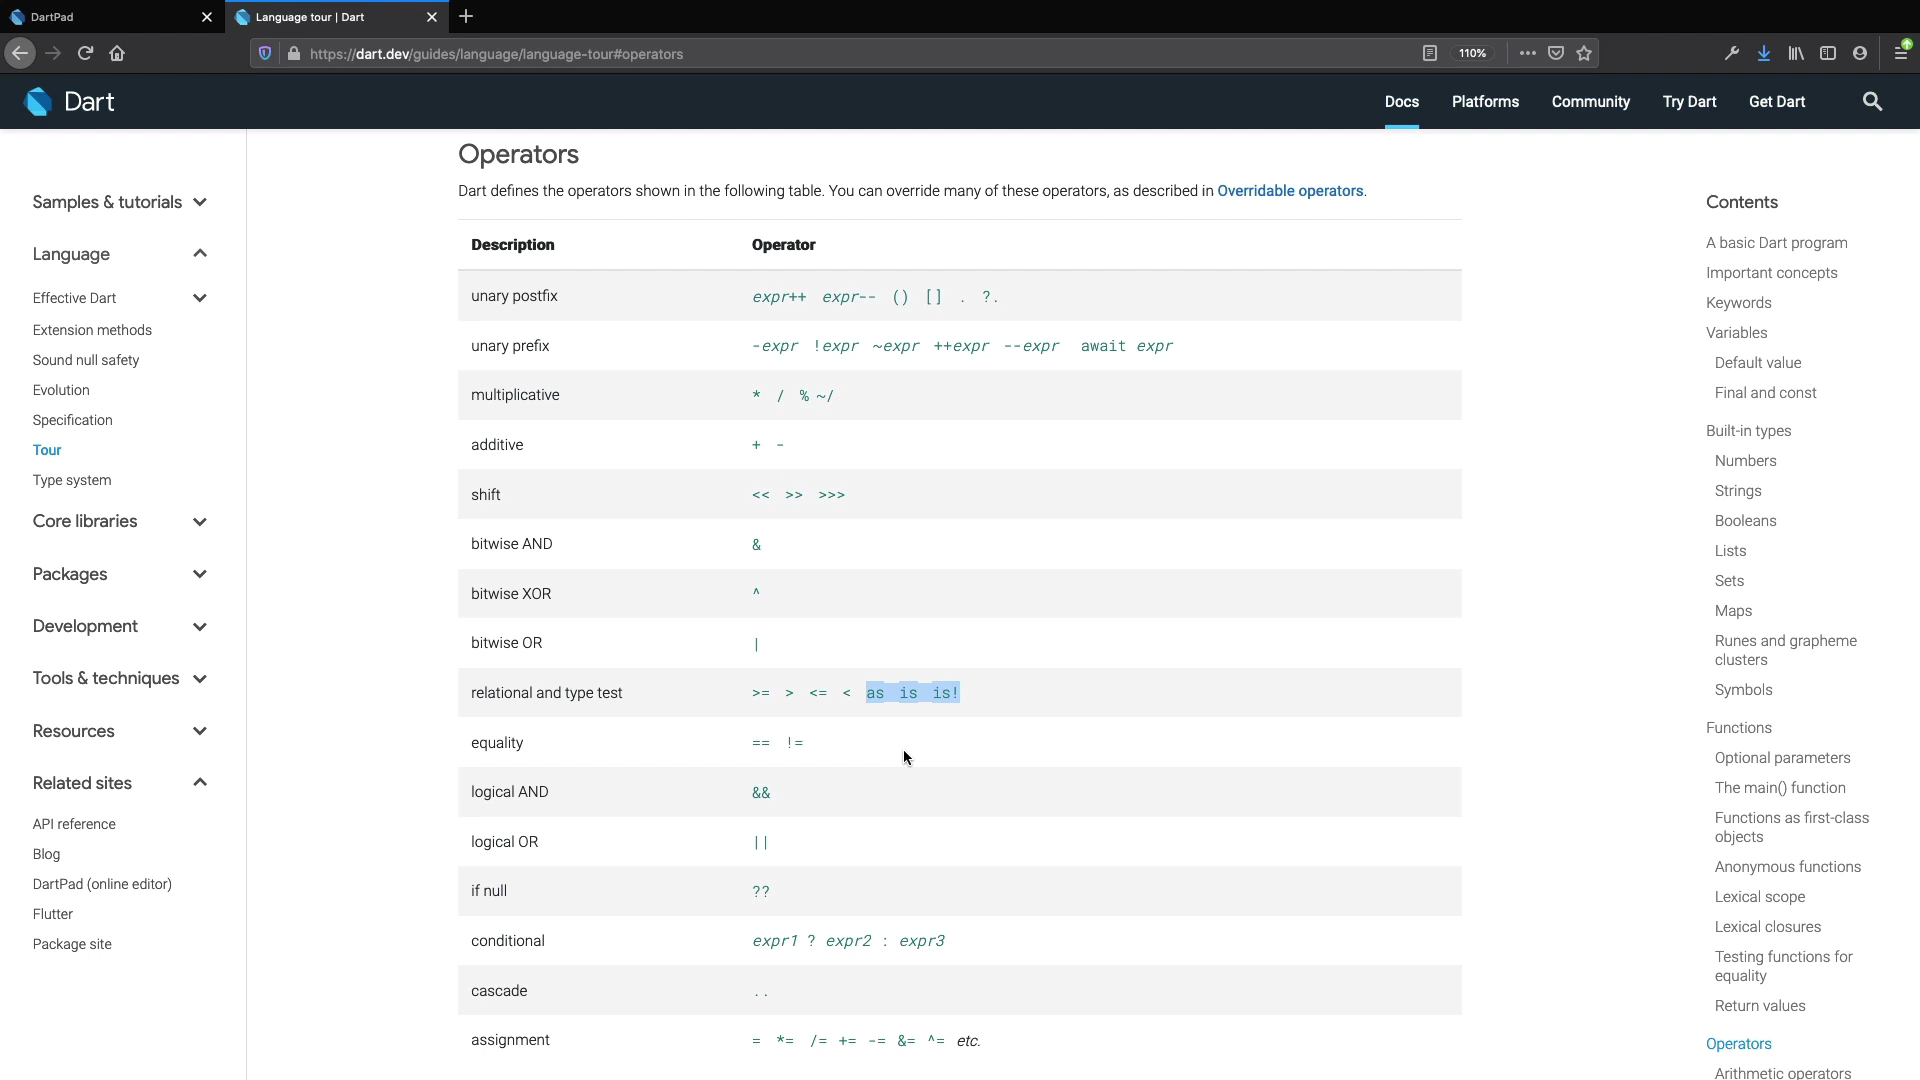 DartPad
Language tour | Dart
https://dart.dev/guides/language/language-tour#operators
110%
Dart
Docs
Platforms
Community
Try Dart
Get Dart
Samples & tutorials
Language
Effective Dart
Extension methods
Sound null safety
Evolution
Specification
Tour
Type system
Core libraries
Packages
Development
Tools & techniques
Resources
Related sites
API reference
Blog
DartPad (online editor)
Flutter
Package site
Operators
Dart defines the operators shown in the following table. You can override many of these operators, as described in Overridable operators.
Description Operator
unary postfix expr++ expr-- () [] . ?.
unary prefix -expr !expr ~expr ++expr --expr await expr
multiplicative * / % ~/
additive + -
shift << >> >>>
bitwise AND &
bitwise XOR ^
bitwise OR |
relational and type test >= > <= < as is is!
equality == !=
logical AND &&
logical OR ||
if null ??
conditional expr1 ? expr2 : expr3
cascade ..
assignment = *= /= += -= &= ^= etc.
Contents
A basic Dart program
Important concepts
Keywords
Variables
Default value
Final and const
Built-in types
Numbers
Strings
Booleans
Lists
Sets
Maps
Runes and grapheme
clusters
Symbols
Functions
Optional parameters
The main() function
Functions as first-class
objects
Anonymous functions
Lexical scope
Lexical closures
Testing functions for
equality
Return values
Operators
Arithmetic operators